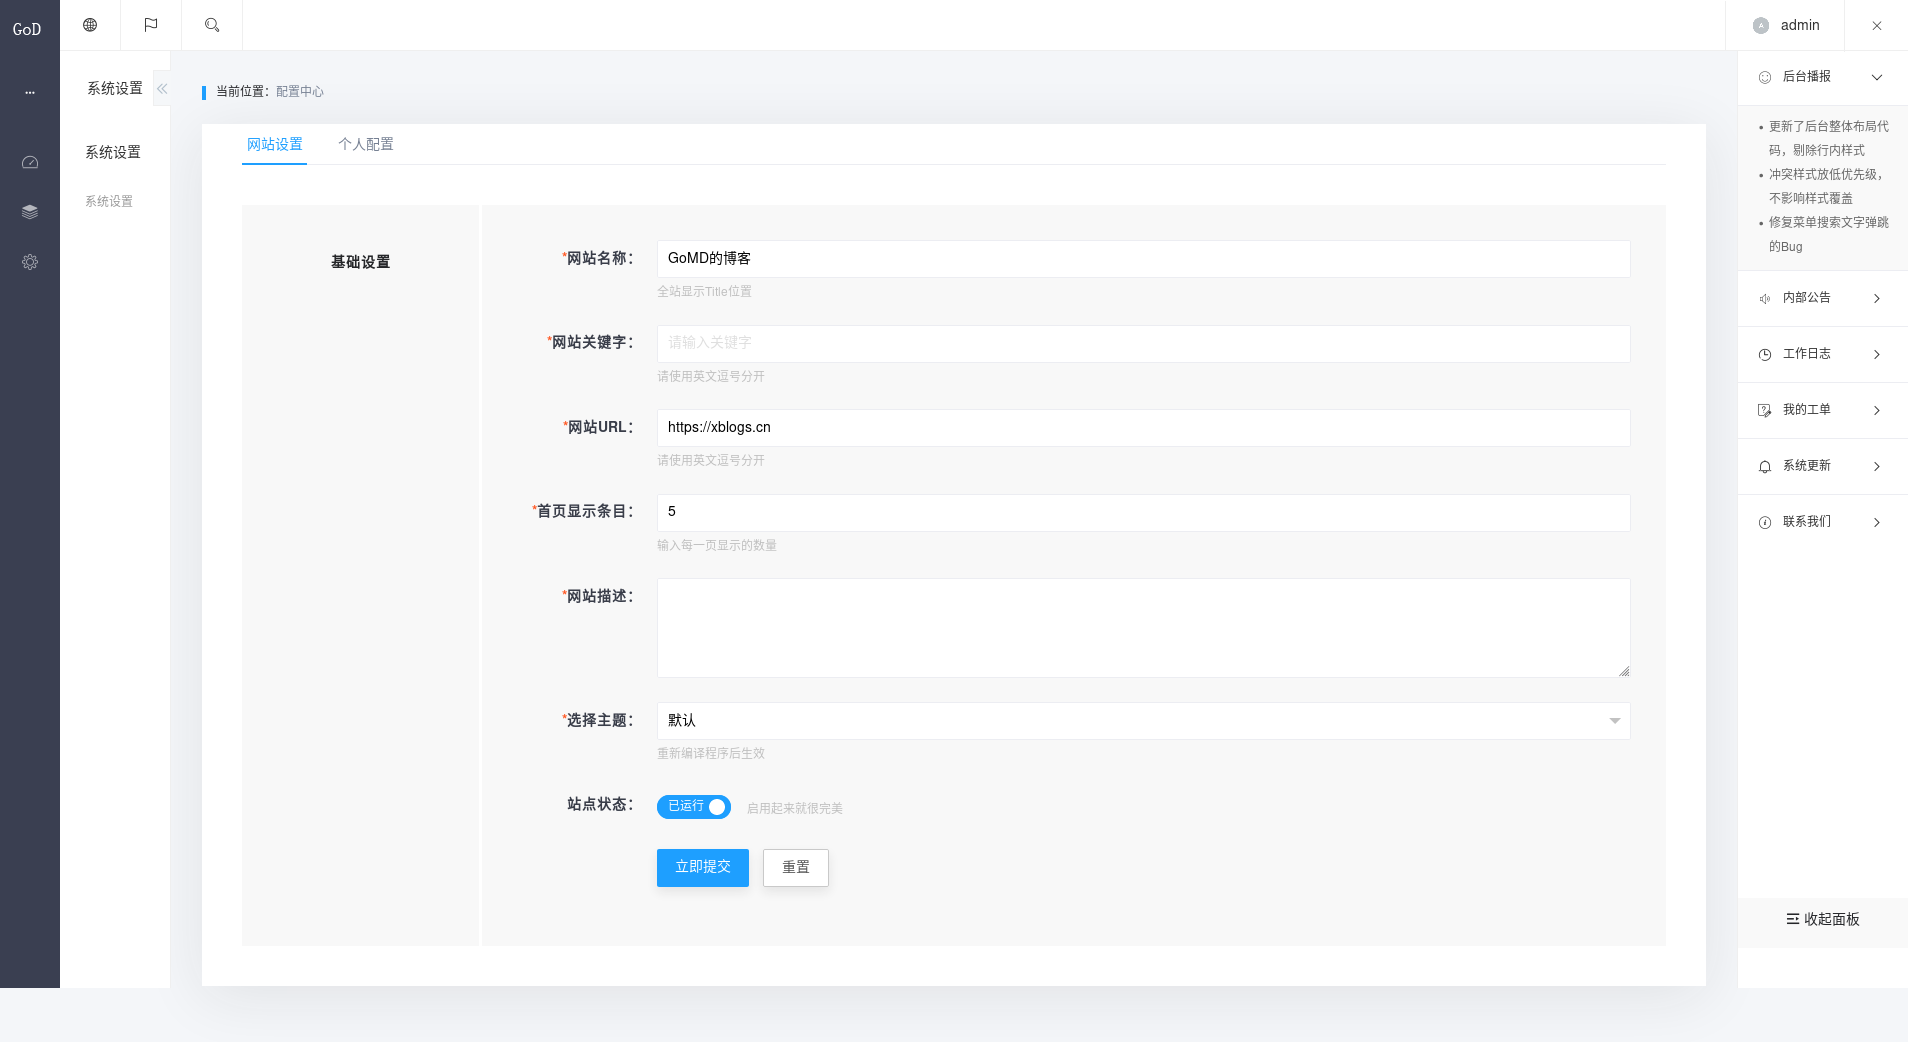 GoD
admin
系统设置
系统设置
系统设置
当前位置：配置中心
网站设置 个人配置
基础设置
*网站名称： GoMD的博客
全站显示Title位置
*网站关键字： 请输入关键字
请使用英文逗号分开
*网站URL： https://xblogs.cn
请使用英文逗号分开
*首页显示条目： 5
输入每一页显示的数量
*网站描述：
*选择主题： 默认
重新编译程序后生效
站点状态： 已运行 启用起来就很完美
立即提交 重置
后台播报
• 更新了后台整体布局代
码，剔除行内样式
• 冲突样式放低优先级，
不影响样式覆盖
• 修复菜单搜索文字弹跳
的Bug
内部公告
工作日志
我的工单
系统更新
联系我们
收起面板